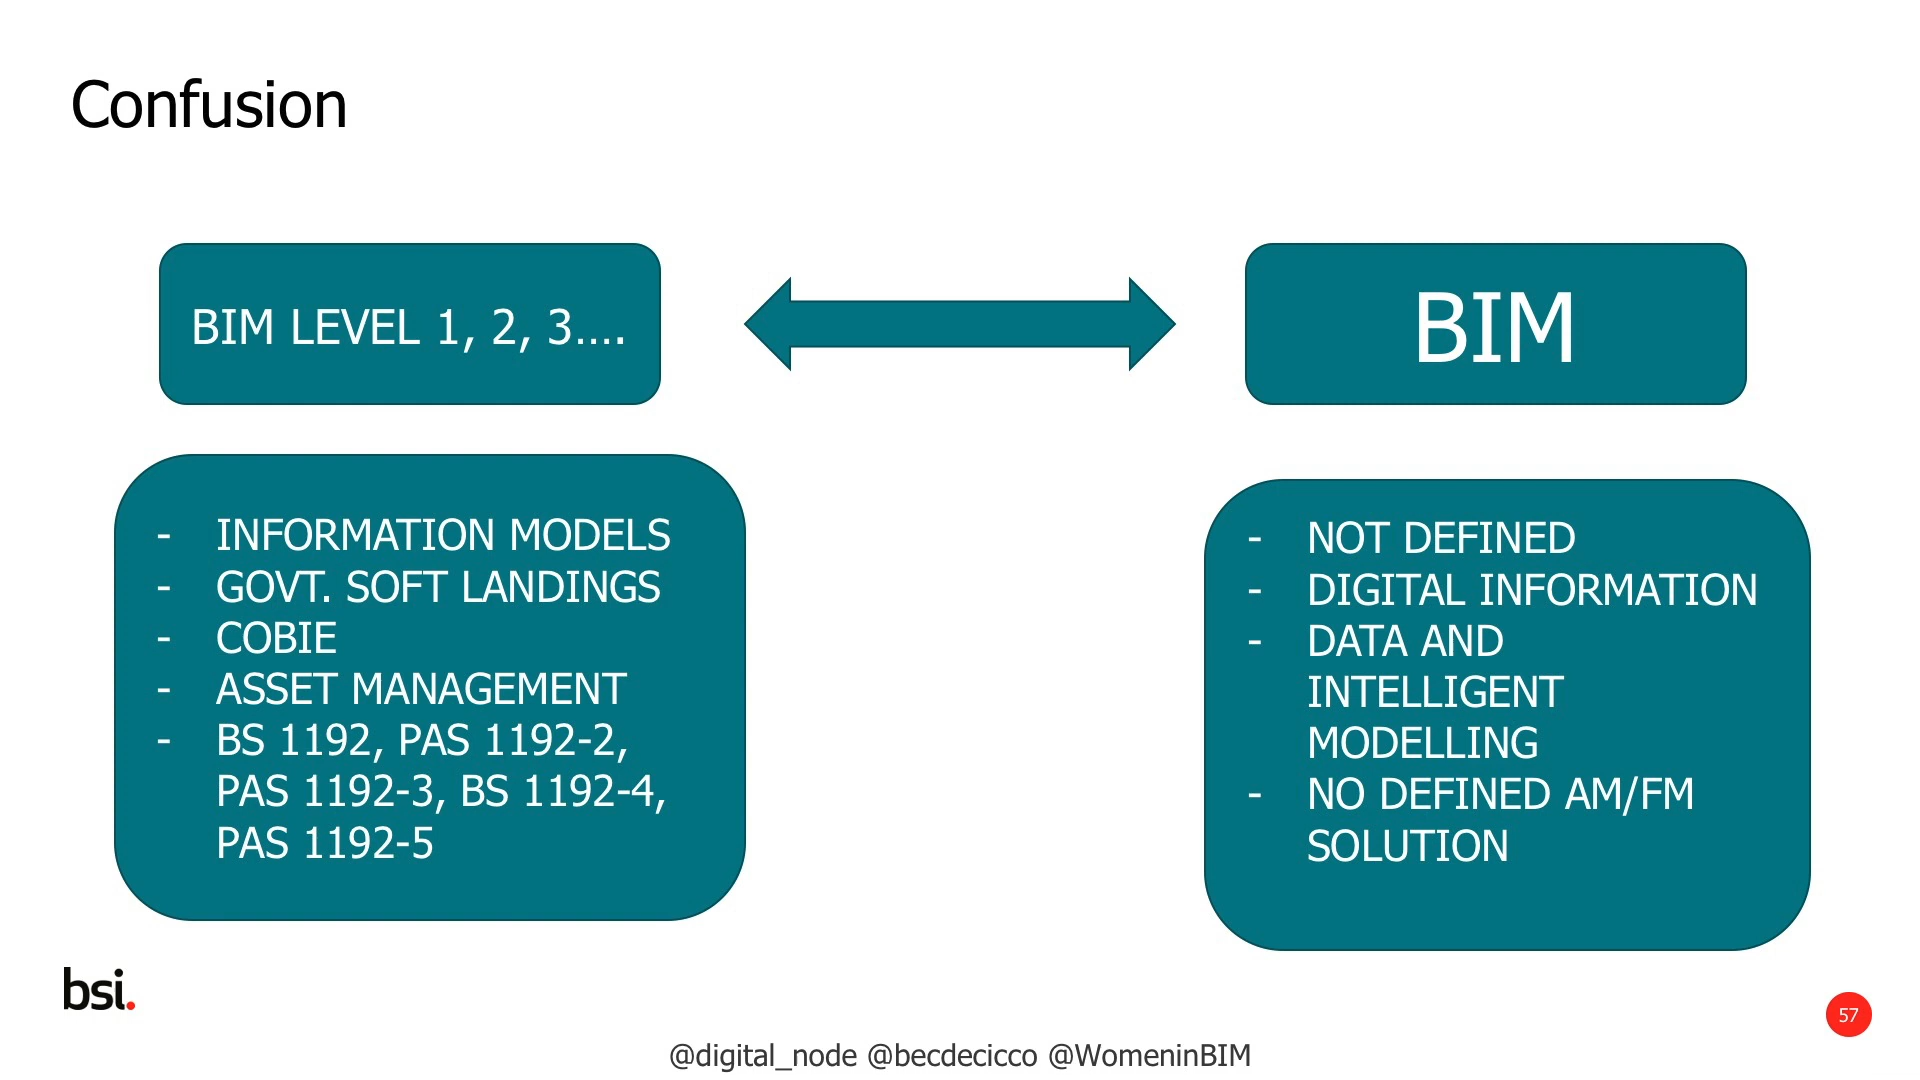 Confusion
BIM LEVEL 1, 2, 3....
BIM
- INFORMATION MODELS
- GOVT. SOFT LANDINGS
- COBIE
- ASSET MANAGEMENT
- BS 1192, PAS 1192-2,
PAS 1192-3, BS 1192-4,
PAS 1192-5
- NOT DEFINED
- DIGITAL INFORMATION
- DATA AND
INTELLIGENT
MODELLING
- NO DEFINED AM/FM
SOLUTION
bsi.
57
@digital_node @becdecicco @WomeninBIM